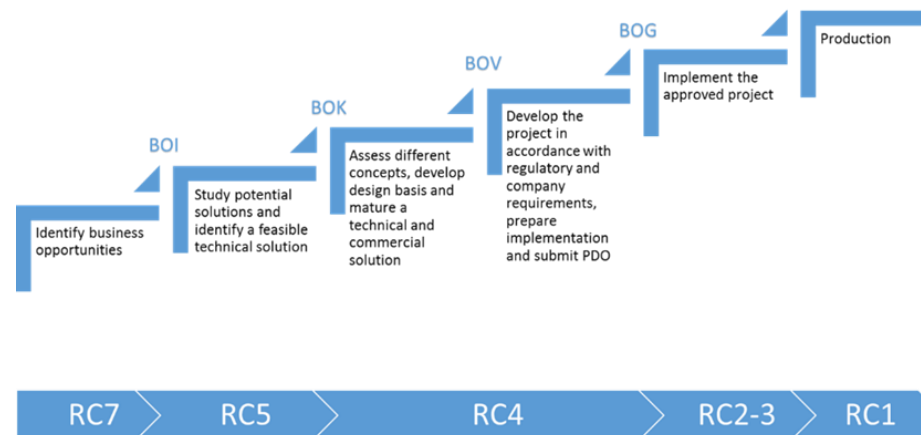 BOI
BOK
BOV
BOG
Identify business
opportunities
Study potential
solutions and
identify a feasible
technical solution
Assess different
concepts, develop
design basis and
mature a
technical and
commercial
solution
Develop the
project in
accordance with
regulatory and
company
requirements,
prepare
implementation
and submit PDO
Implement the
approved project
Production
RC7
RC5
RC4
RC2-3
RC1